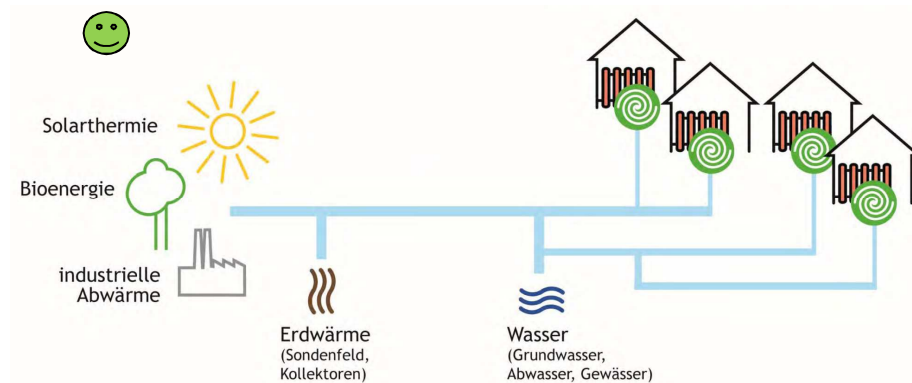 Solarthermie
Bioenergie
industrielle
Abwärme
Erdwärme
(Sondenfeld,
Kollektoren)
Wasser
(Grundwasser,
Abwasser, Gewässer)